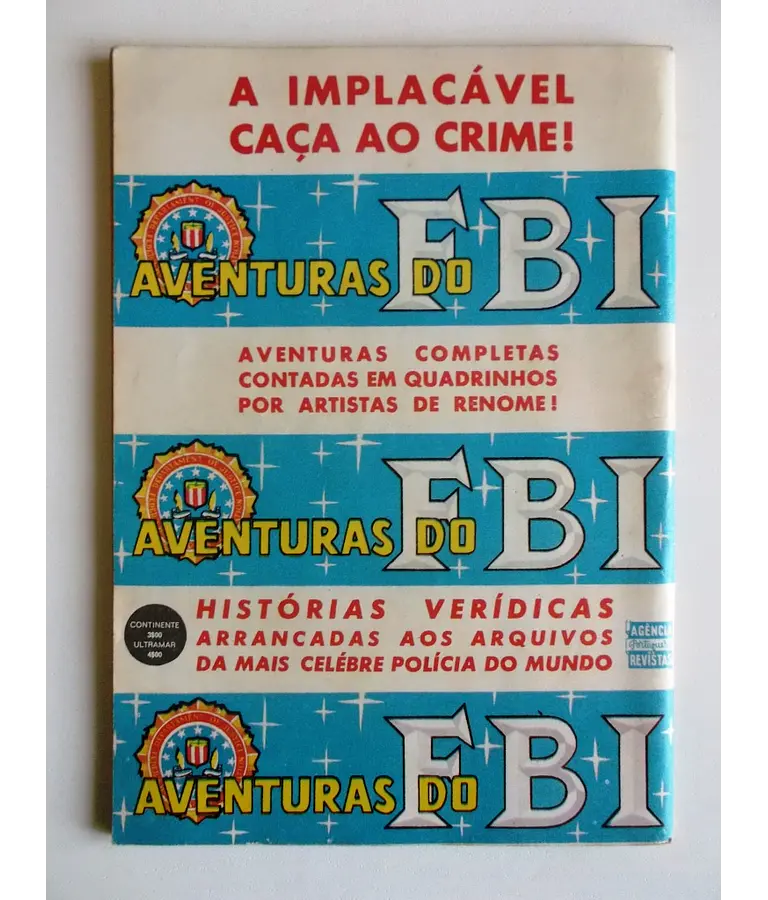 A IMPLACÁVEL
CAÇA AO CRIME!
AVENTURAS DO FBI
AVENTURAS COMPLETAS
CONTADAS EM QUADRINHOS
POR ARTISTAS DE RENOME!
AVENTURAS DO FBI
HISTÓRIAS VERÍDICAS
ARRANCADAS AOS ARQUIVOS
DA MAIS CELÉBRE POLÍCIA DO MUNDO
CONTINENTE
3$00
ULTRAMAR
4$00
AGÊNCIA
REVISTAS
AVENTURAS DO FBI